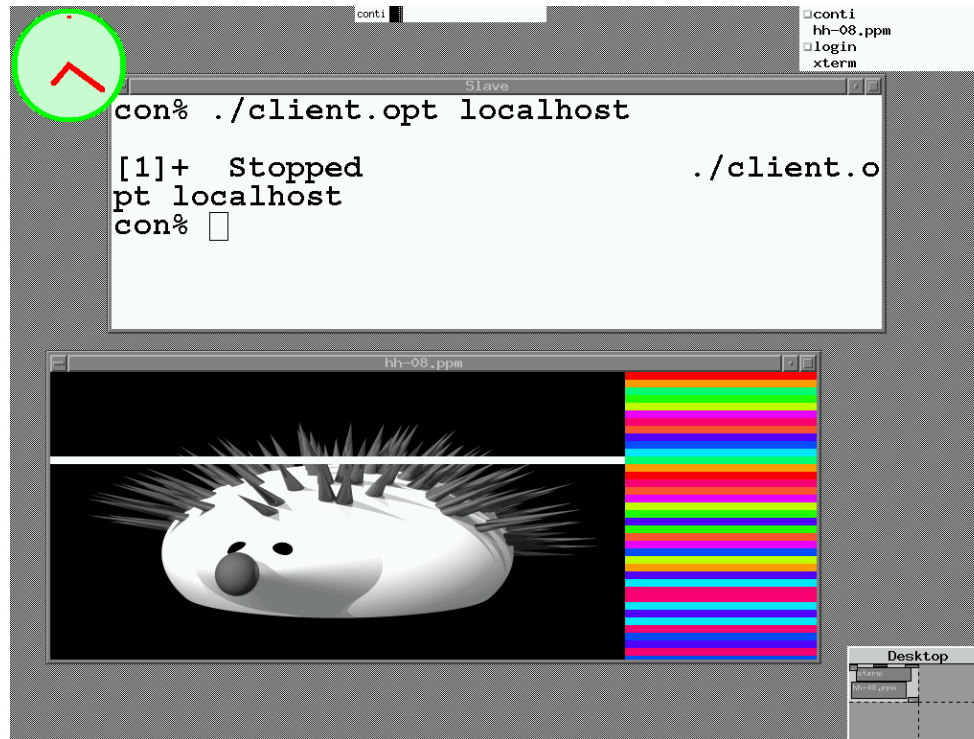 conti
conti
hh-08.ppm
login
xterm
Slave
con% ./client.opt localhost
[1]+  Stopped                 ./client.o
pt localhost
con%
hh-08.ppm
Desktop
xterm
hh-08.ppm